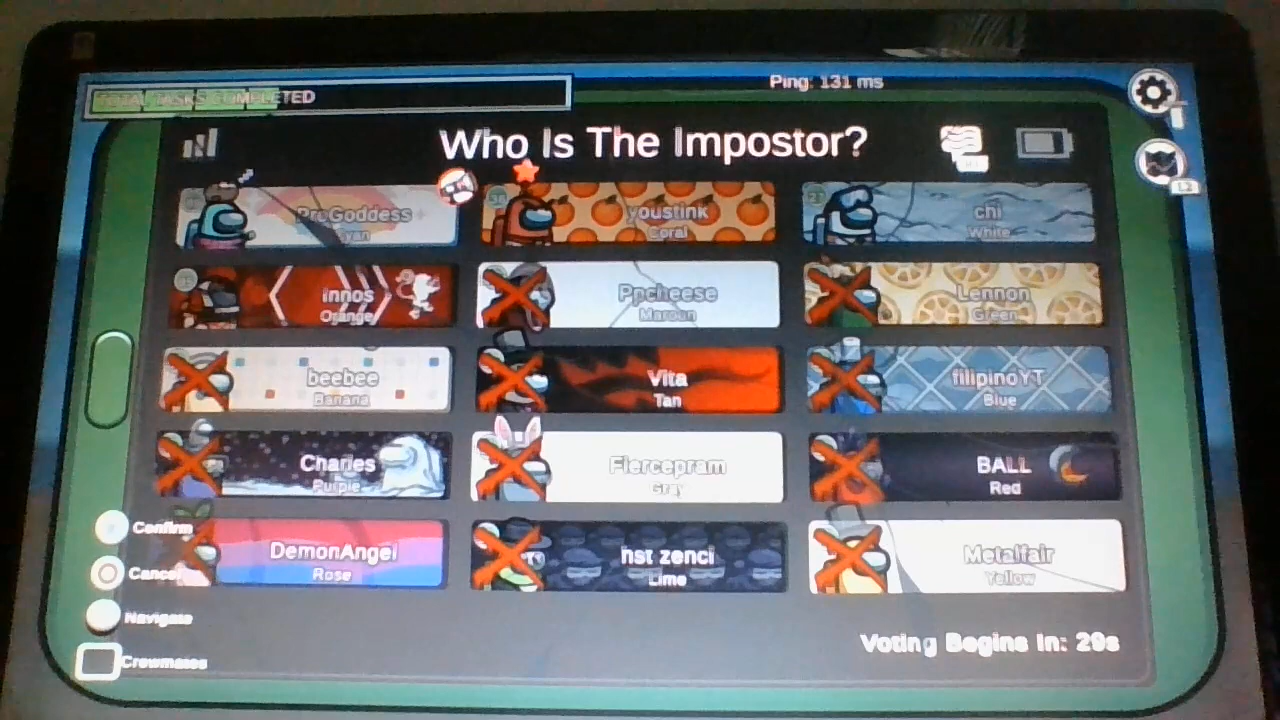 TOTAL TASKS COMPLETED
Ping: 131 ms
Who Is The Impostor?
ProGoddess
Cyan
youstink
Coral
chi
White
innos
Orange
Ppcheese
Maroon
Lennon
Green
beebee
Banana
Vita
Tan
filipinoYT
Blue
Charles
Purple
Fiercepram
Gray
BALL
Red
DemonAngel
Rose
nst zenci
Lime
Metalfair
Yellow
Confirm
Cancel
Navigate
Crewmates
Voting Begins In: 29s